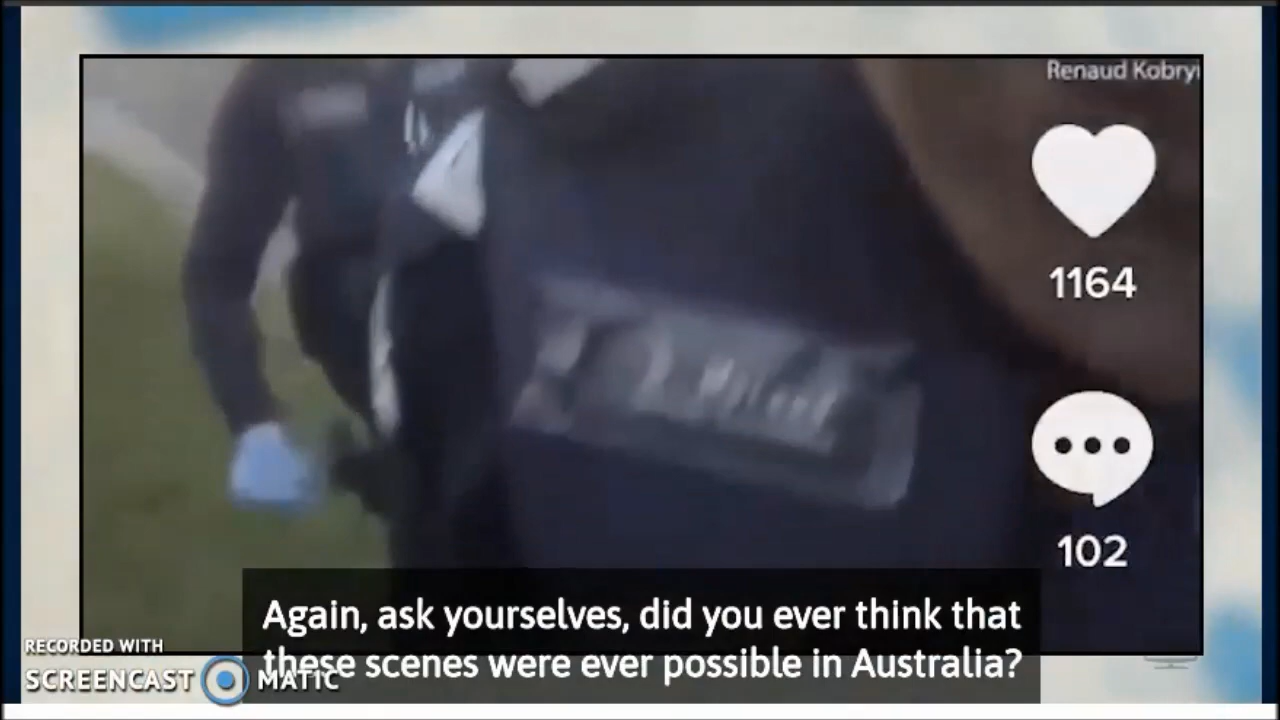 Renaud Kobry
1164
102
Again, ask yourselves, did you ever think that
these scenes were ever possible in Australia?
RECORDED WITH
SCREENCAST MATIC